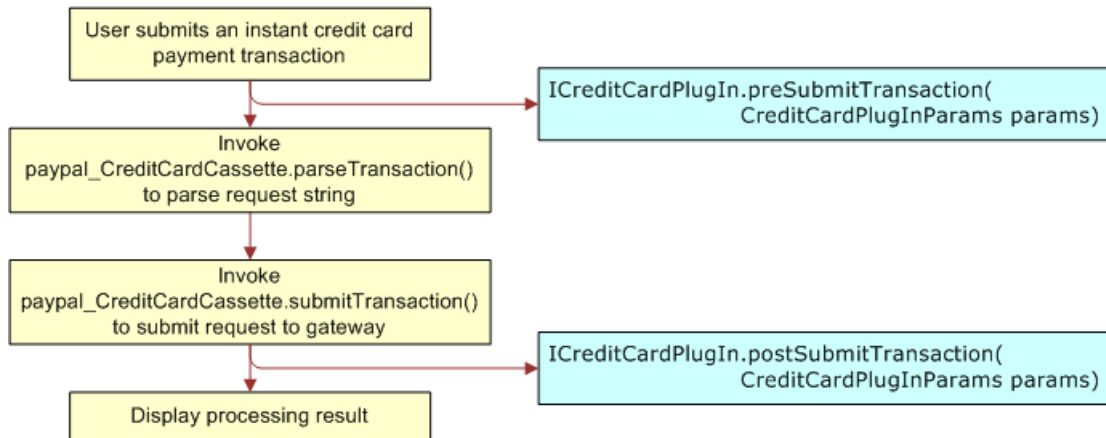 User submits an instant credit card
payment transaction
ICreditCardPlugIn.preSubmitTransaction(
CreditCardPlugInParams params)
Invoke
paypal_CreditCardCassette.parseTransaction()
to parse request string
Invoke
paypal_CreditCardCassette.submitTransaction()
to submit request to gateway
ICreditCardPlugIn.postSubmitTransaction(
CreditCardPlugInParams params)
Display processing result